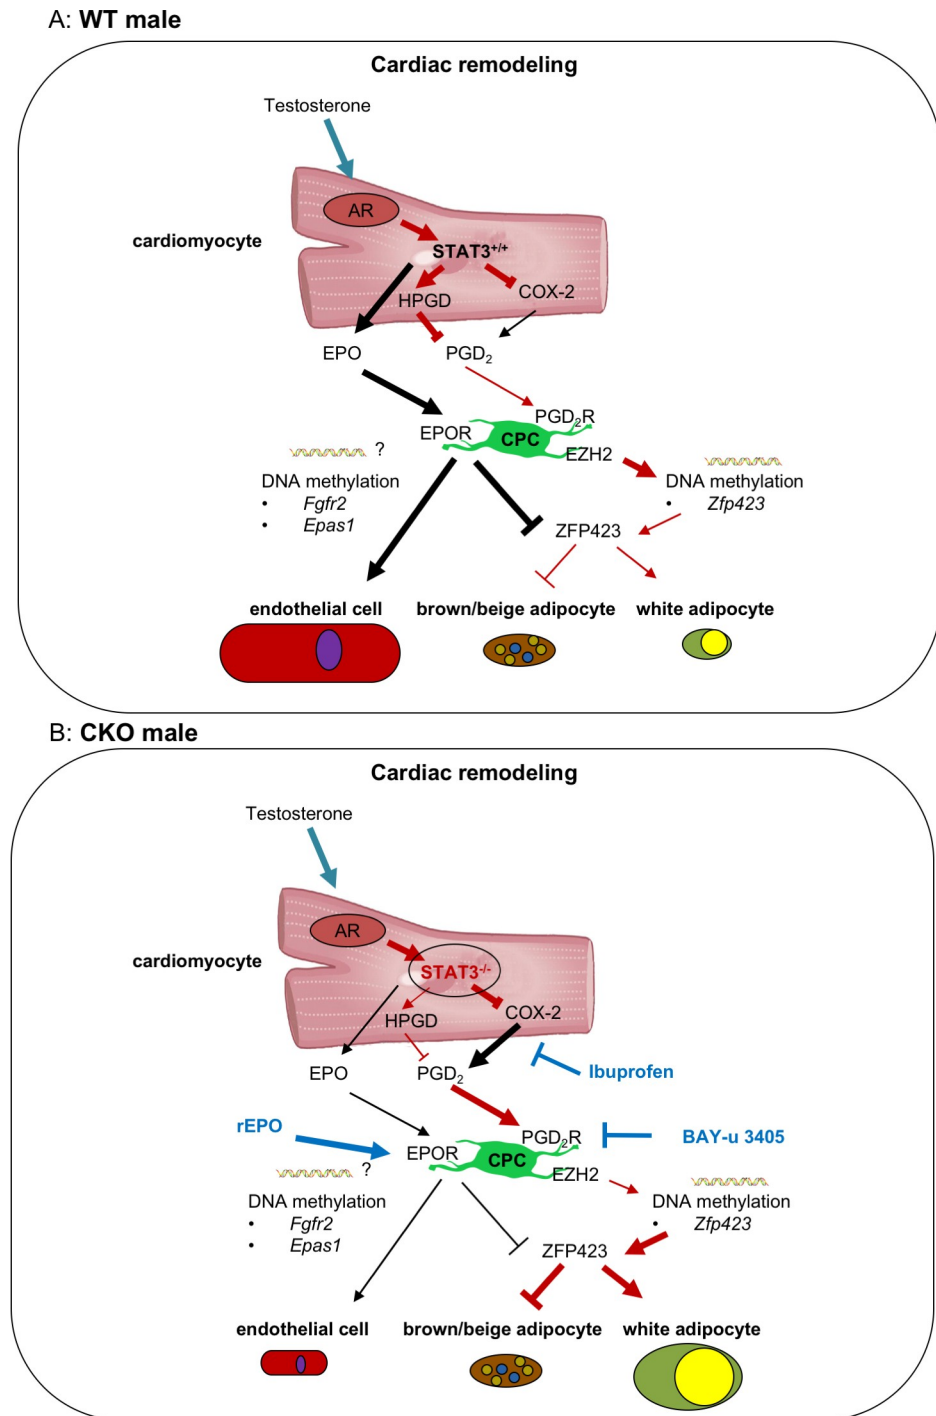 A: WT male
Cardiac remodeling
Testosterone
AR
cardiomyocyte
STAT3+/+
COX-2
HPGD
EPO
PGD2
PGD2R
EPOR
CPC
EZH2
?
DNA methylation
• Fgfr2
• Epas1
DNA methylation
• Zfp423
ZFP423
endothelial cell
brown/beige adipocyte
white adipocyte
B: CKO male
Cardiac remodeling
Testosterone
AR
cardiomyocyte
STAT3-/-
COX-2
HPGD
EPO
PGD2
Ibuprofen
rEPO
PGD2R
BAY-u 3405
EPOR
CPC
EZH2
?
DNA methylation
• Fgfr2
• Epas1
DNA methylation
• Zfp423
ZFP423
endothelial cell
brown/beige adipocyte
white adipocyte